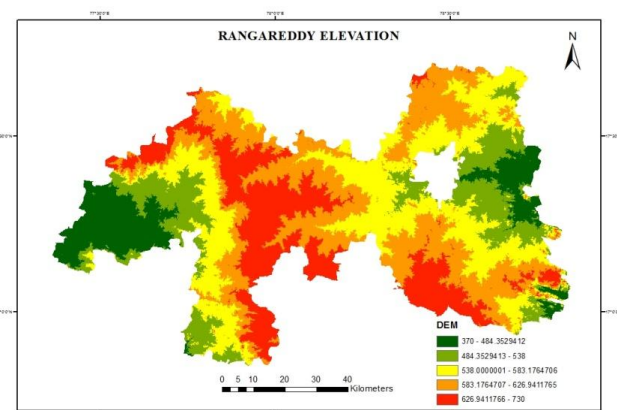 RANGAREDDY ELEVATION
N
DEM
370 - 484.3529412
484.3529413 - 538
538.0000001 - 583.1764706
583.1764707 - 626.9411765
626.9411766 - 730
0 5 10 20 30 40
Kilometers